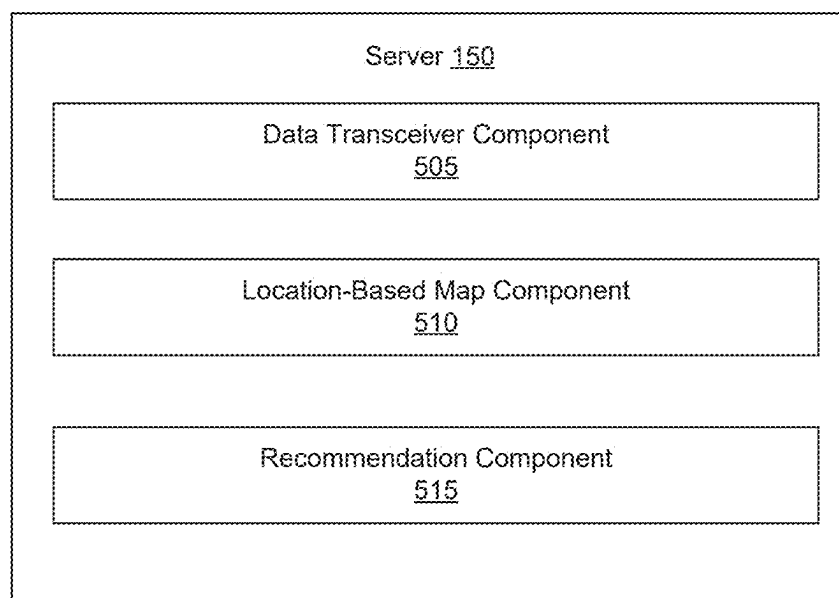 Server 150
Data Transceiver Component
505
Location-Based Map Component
510
Recommendation Component
515